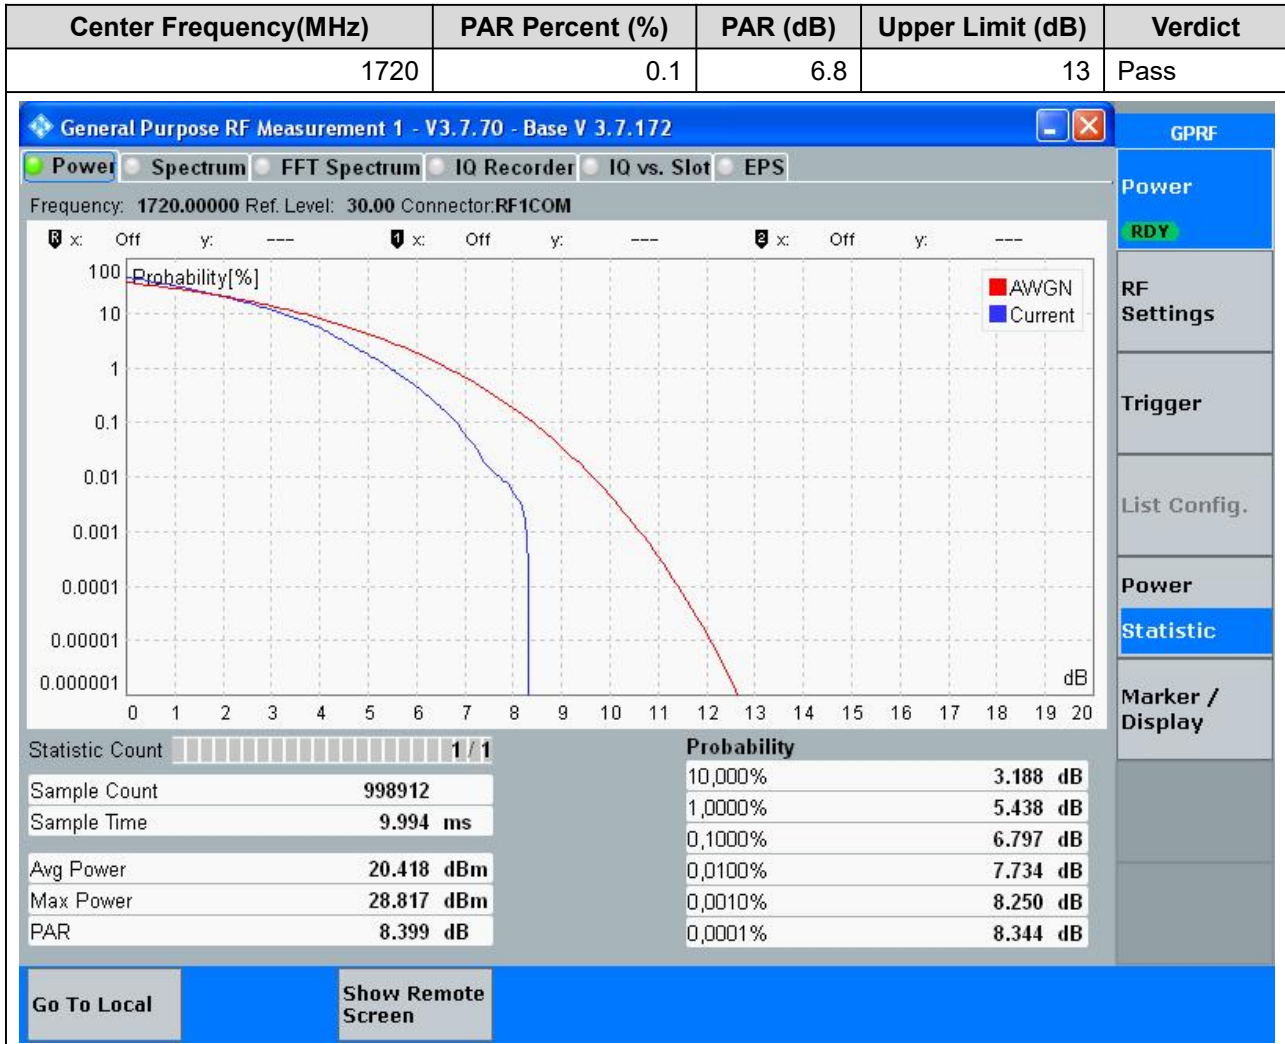 Center Frequency(MHz) PAR Percent (%) PAR (dB) Upper Limit (dB) Verdict
1720 0.1 6.8 13 Pass
General Purpose RF Measurement 1 - V3.7.70 - Base V 3.7.172
GPRF
Power Spectrum FFT Spectrum IQ Recorder IQ vs. Slot EPS
Power
RDY
Frequency: 1720.00000 Ref. Level: 30.00 Connector:RF1COM
R x: Off y: --- 1 x: Off y: --- 2 x: Off y: ---
Probability[%]
AWGN
Current
100
10
1
0.1
0.01
0.001
0.0001
0.00001
0.000001
dB
0 1 2 3 4 5 6 7 8 9 10 11 12 13 14 15 16 17 18 19 20
RF
Settings
Trigger
List Config.
Power
Statistic
Marker /
Display
Statistic Count 1 / 1
Sample Count 998912
Sample Time 9.994 ms
Avg Power 20.418 dBm
Max Power 28.817 dBm
PAR 8.399 dB
Probability
10,000% 3.188 dB
1,0000% 5.438 dB
0,1000% 6.797 dB
0,0100% 7.734 dB
0,0010% 8.250 dB
0,0001% 8.344 dB
Go To Local
Show Remote
Screen